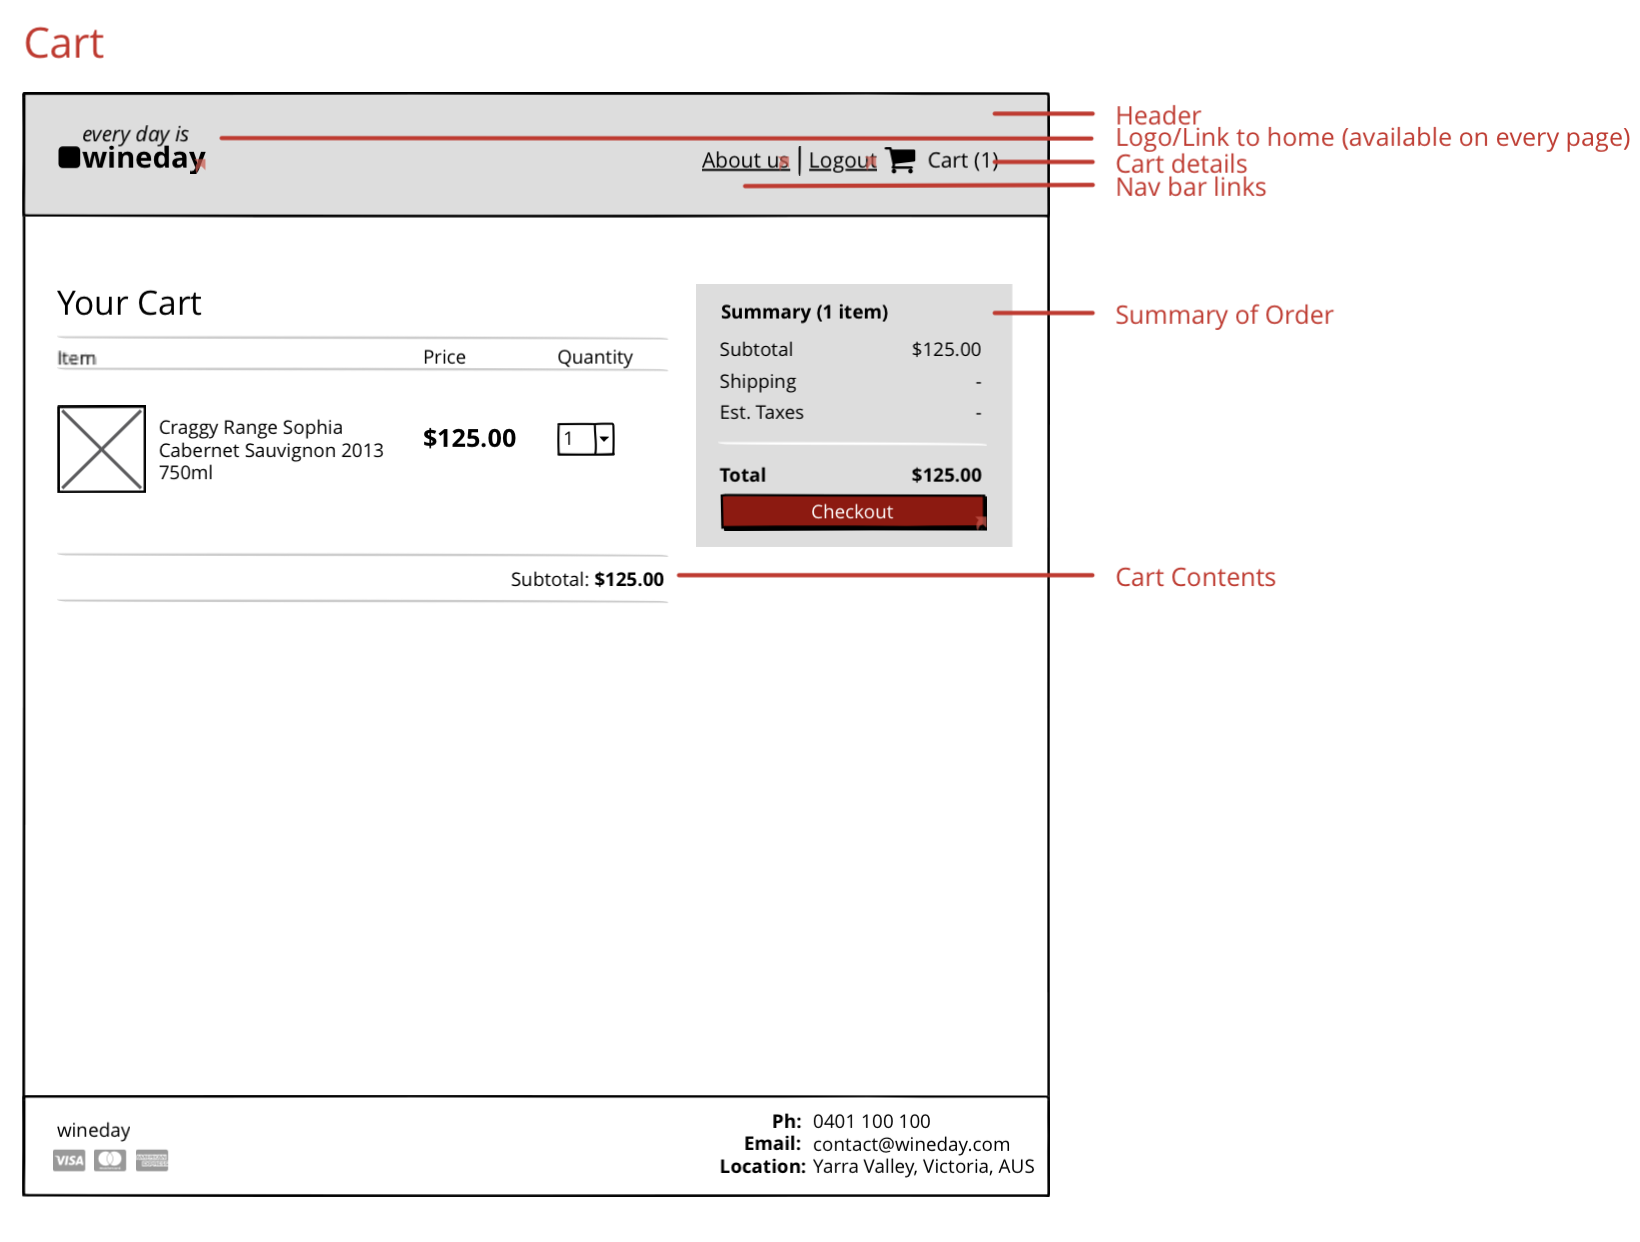 Cart
every day is
wineday
About us | Logout Cart (1)
Header
Logo/Link to home (available on every page)
Cart details
Nav bar links
Your Cart
Item Price Quantity
Craggy Range Sophia
Cabernet Sauvignon 2013
750ml
$125.00 1
Subtotal: $125.00
Summary (1 item)
Subtotal $125.00
Shipping -
Est. Taxes -
Total $125.00
Checkout
Summary of Order
Cart Contents
wineday
VISA
Ph: 0401 100 100
Email: contact@wineday.com
Location: Yarra Valley, Victoria, AUS